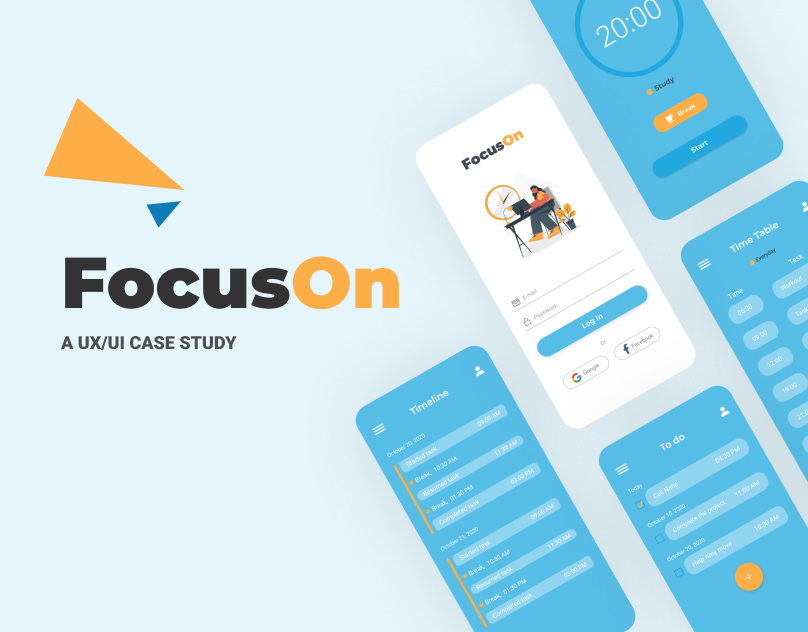 FocusOn
A UX/UI CASE STUDY
20:00
Study
Break
Start
FocusOn
E-mail
Password
Log In
Or
Google
Facebook
Time Table
Everyday
Time
Task
08:30
Workout
09:00
Task
12:00
19:00
21:
Timeline
October 20, 2020
Started task 09:00 AM
Break, 10:30 AM
Resumed task 11:30 AM
Break, 01:30 PM
Completed task 03:00 PM
October 21, 2020
Started task 09:00 AM
Break, 10:30 AM
Resumed task 11:30 AM
Break, 01:30 PM
Completed task 03:00 PM
To do
Today
Call Neha 04:30 PM
October 15, 2020
Complete the project 11:00 AM
October 20, 2020
Help Amy move 10:30 AM
+